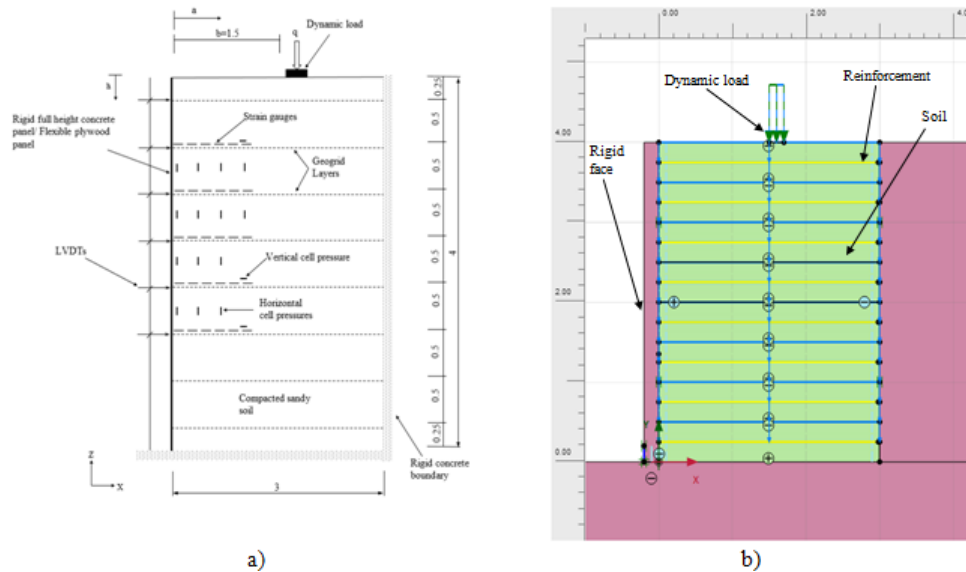 a
b=1.5
q
Dynamic load
h
0.25
Strain gauges
0.5
Rigid full height concrete
panel/ Flexible plywood
panel
Geogrid
Layers
0.5
0.5
LVDTs
Vertical cell pressure
4
0.5
Horizontal
cell pressures
0.5
0.5
Compacted sandy
soil
0.5
0.25
Z
X
3
Rigid concrete
boundary
a)
0.00
2.00
4.0
Dynamic load
Reinforcement
Soil
4.00
Rigid
face
2.00
0.00
Y
X
b)